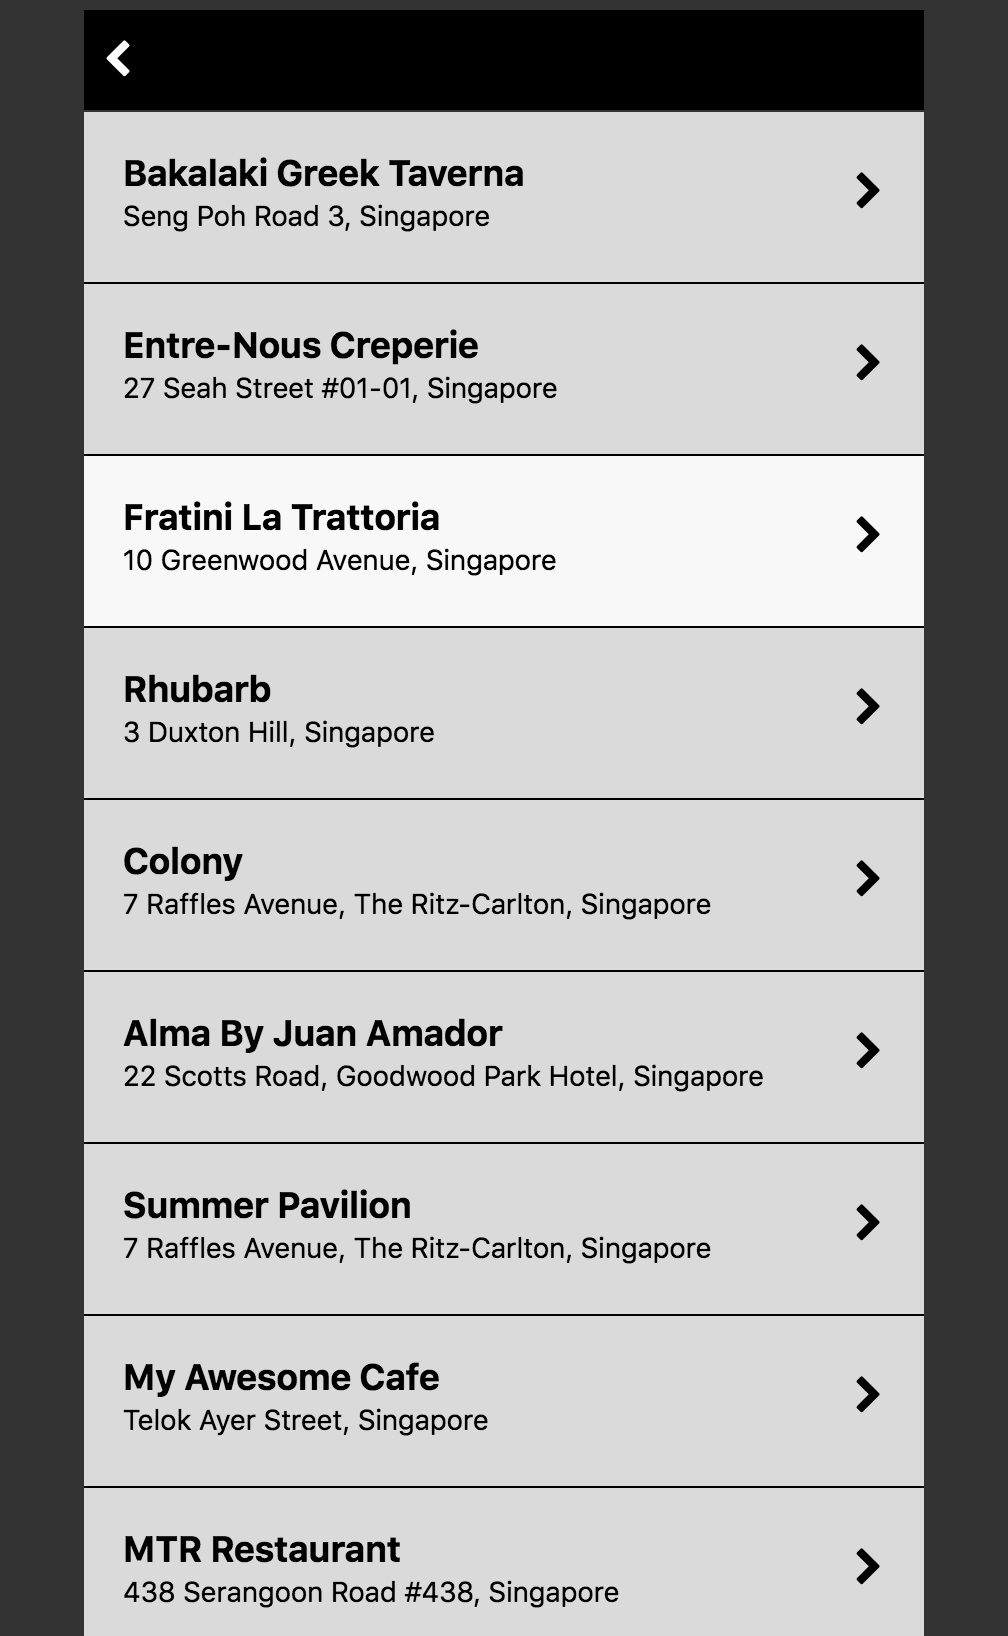 Bakalaki Greek Taverna
Seng Poh Road 3, Singapore
Entre-Nous Creperie
27 Seah Street #01-01, Singapore
Fratini La Trattoria
10 Greenwood Avenue, Singapore
Rhubarb
3 Duxton Hill, Singapore
Colony
7 Raffles Avenue, The Ritz-Carlton, Singapore
Alma By Juan Amador
22 Scotts Road, Goodwood Park Hotel, Singapore
Summer Pavilion
7 Raffles Avenue, The Ritz-Carlton, Singapore
My Awesome Cafe
Telok Ayer Street, Singapore
MTR Restaurant
438 Serangoon Road #438, Singapore